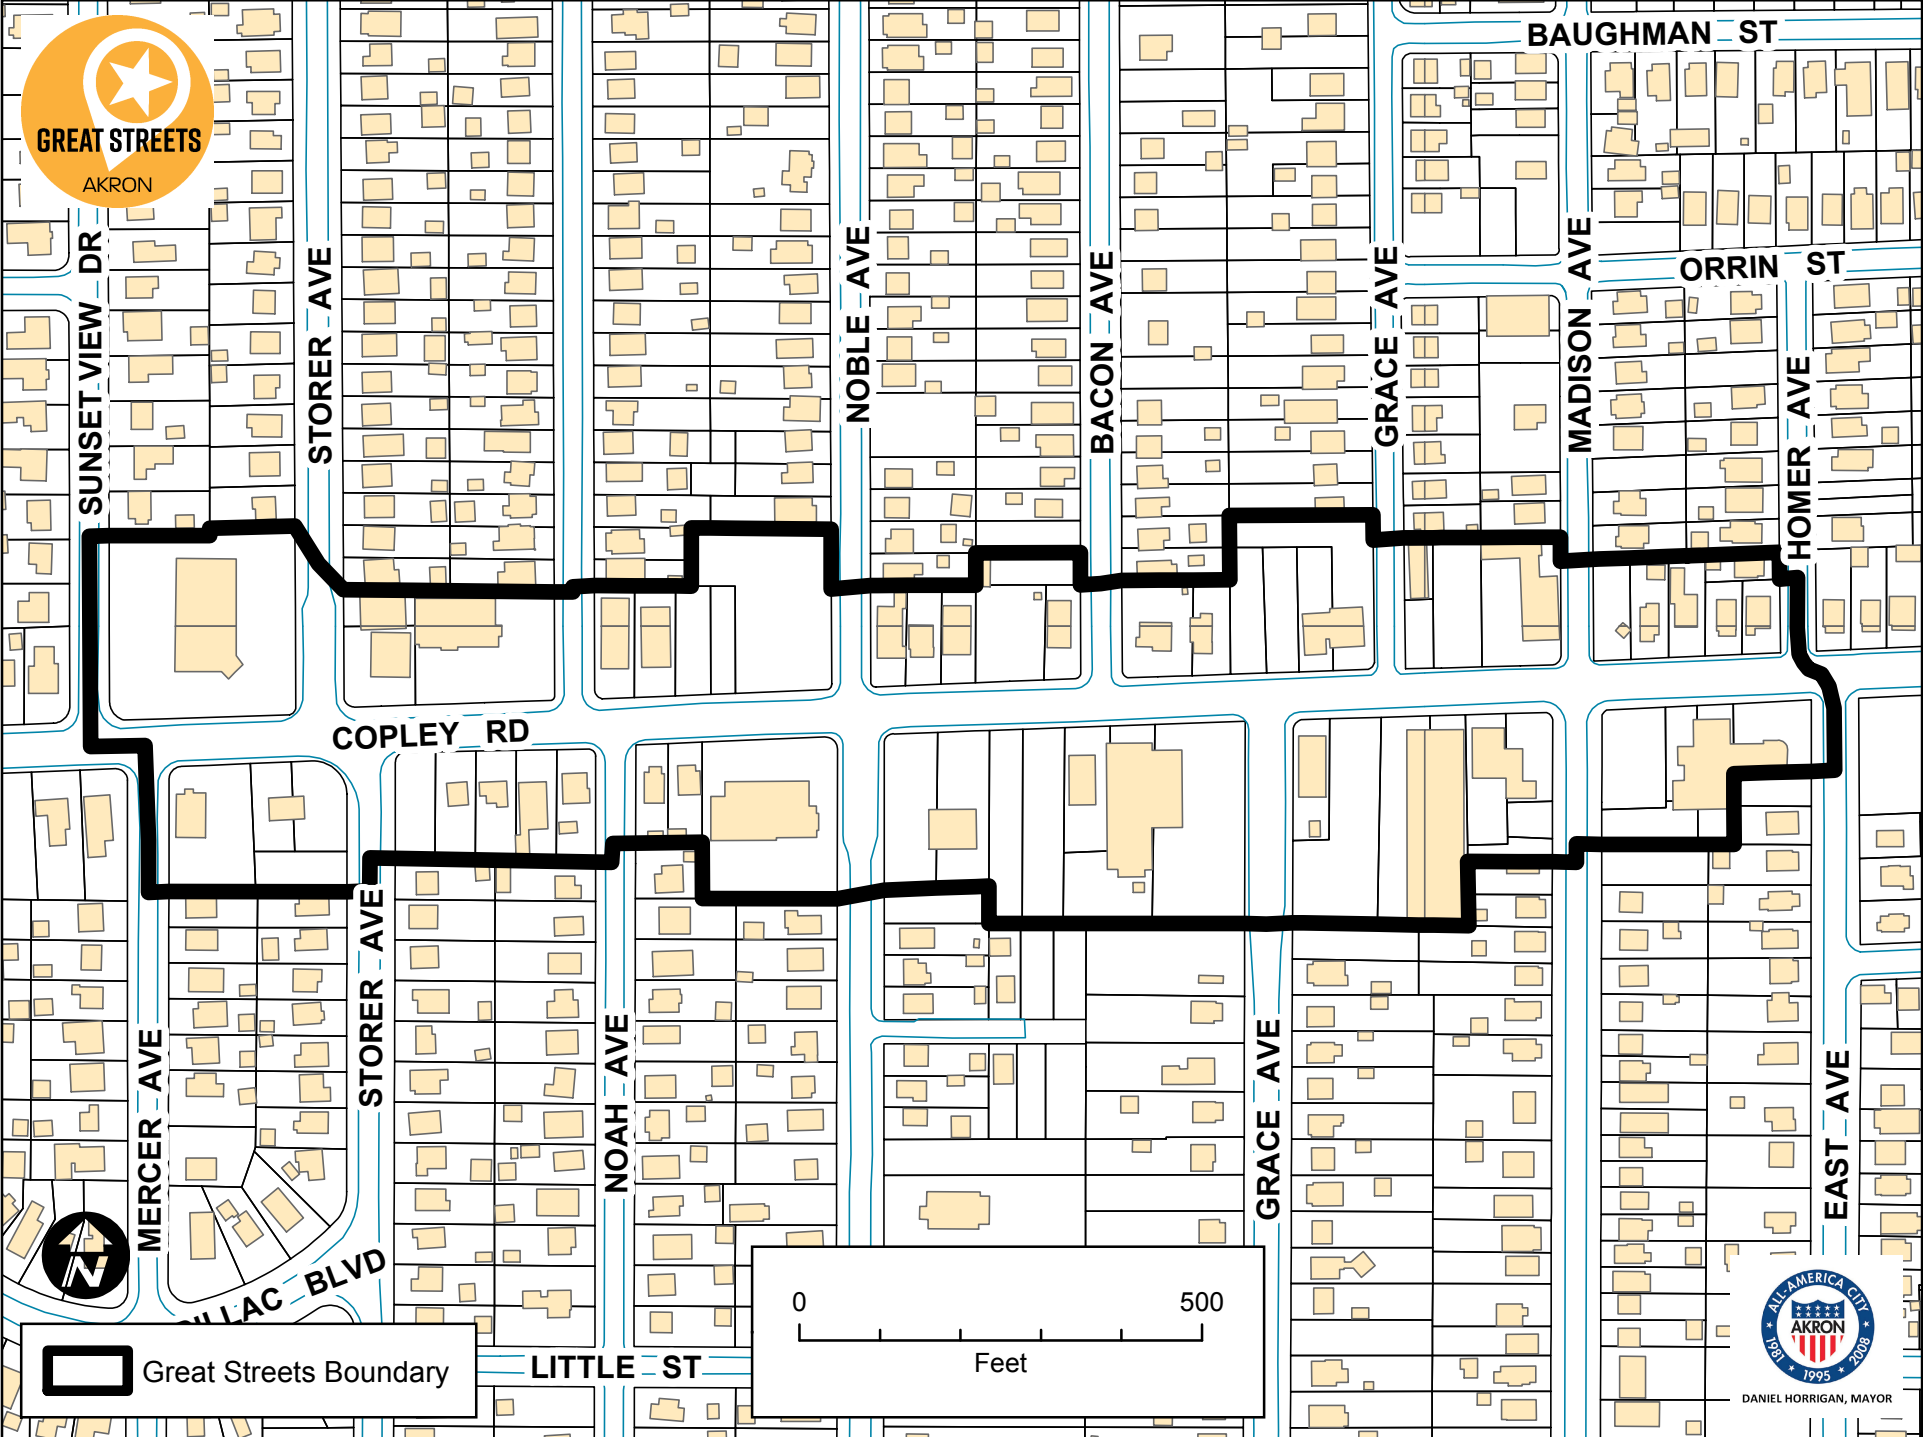 BAUGHMAN ST
GREAT STREETS
AKRON
SUNSET VIEW DR
STORER AVE
NOBLE AVE
BACON AVE
GRACE AVE
MADISON AVE
ORRIN ST
HOMER AVE
COPLEY RD
MERCER AVE
STORER AVE
NOAH AVE
GRACE AVE
EAST AVE
N
ILLAC BLVD
LITTLE ST
Great Streets Boundary
0 500
Feet
ALL-AMERICA CITY
AKRON
1981 1995 2008
DANIEL HORRIGAN, MAYOR